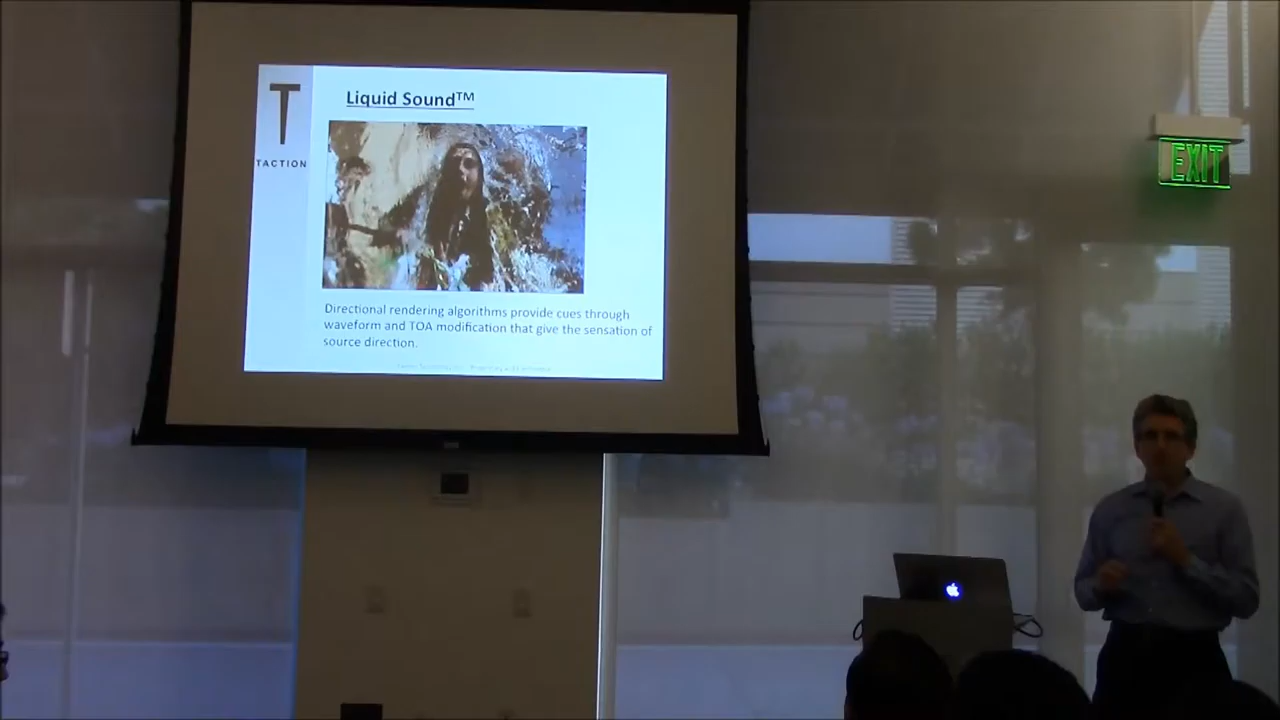 Liquid Sound™
T
TACTION
Directional rendering algorithms provide cues through
waveform and TOA modification that give the sensation of
source direction.
EXIT